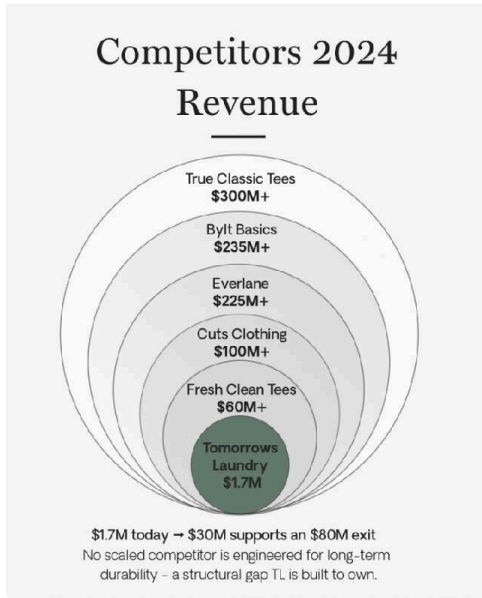 Competitors 2024
Revenue
True Classic Tees
$300M+
Bylt Basics
$235M+
Everlane
$225M+
Cuts Clothing
$100M+
Fresh Clean Tees
$60M+
Tomorrows
Laundry
$1.7M
$1.7M today → $30M supports an $80M exit
No scaled competitor is engineered for long-term
durability – a structural gap TL is built to own.